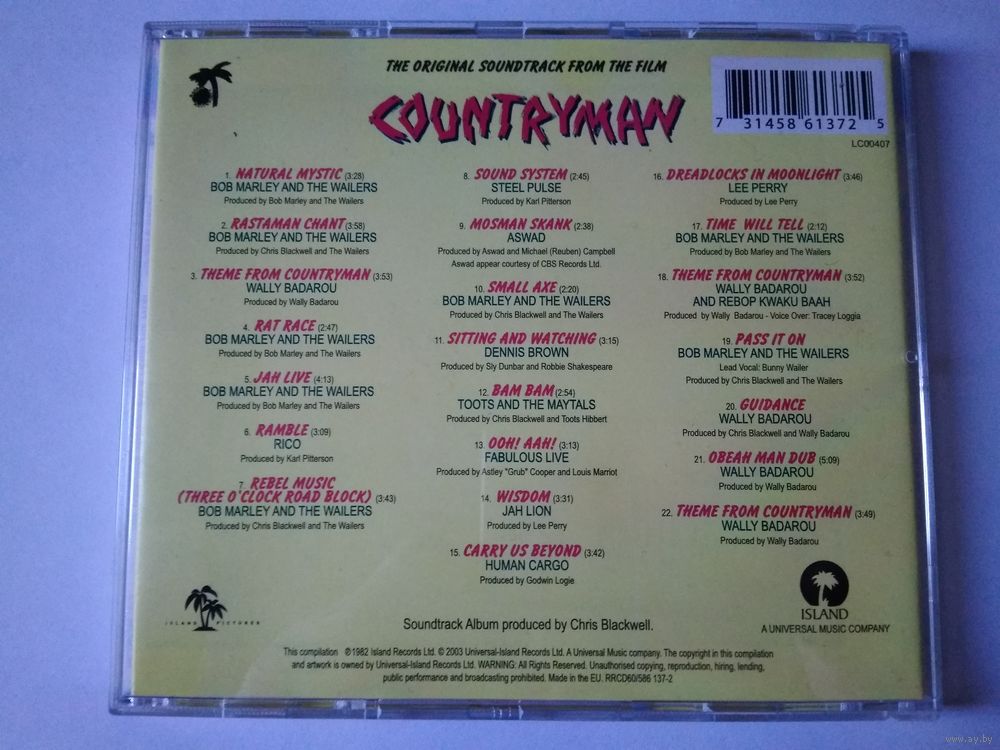 THE ORIGINAL SOUNDTRACK FROM THE FILM
COUNTRYMAN
7 31458 61372 5
LC00407
1. NATURAL MYSTIC (3:28)
BOB MARLEY AND THE WAILERS
Produced by Bob Marley and The Wailers
2. RASTAMAN CHANT (3:58)
BOB MARLEY AND THE WAILERS
Produced by Chris Blackwell and The Wailers
3. THEME FROM COUNTRYMAN (3:53)
WALLY BADAROU
Produced by Wally Badarou
4. RAT RACE (2:47)
BOB MARLEY AND THE WAILERS
Produced by Bob Marley and The Wailers
5. JAH LIVE (4:13)
BOB MARLEY AND THE WAILERS
Produced by Bob Marley and The Wailers
6. RAMBLE (3:09)
RICO
Produced by Karl Pitterson
7. REBEL MUSIC
(THREE O'CLOCK ROAD BLOCK) (3:43)
BOB MARLEY AND THE WAILERS
Produced by Chris Blackwell and The Wailers
8. SOUND SYSTEM (2:45)
STEEL PULSE
Produced by Karl Pitterson
9. MOSMAN SKANK (2:38)
ASWAD
Produced by Aswad and Michael (Reuben) Campbell
Aswad appear courtesy of CBS Records Ltd.
10. SMALL AXE (2:20)
BOB MARLEY AND THE WAILERS
Produced by Chris Blackwell and The Wailers
11. SITTING AND WATCHING (3:15)
DENNIS BROWN
Produced by Sly Dunbar and Robbie Shakespeare
12. BAM BAM (2:54)
TOOTS AND THE MAYTALS
Produced by Chris Blackwell and Toots Hibbert
13. OOH! AAH! (3:13)
FABULOUS LIVE
Produced by Astley "Grub" Cooper and Louis Marriot
14. WISDOM (3:31)
JAH LION
Produced by Lee Perry
15. CARRY US BEYOND (3:42)
HUMAN CARGO
Produced by Godwin Logie
16. DREADLOCKS IN MOONLIGHT (3:46)
LEE PERRY
Produced by Lee Perry
17. TIME WILL TELL (2:12)
BOB MARLEY AND THE WAILERS
Produced by Bob Marley and The Wailers
18. THEME FROM COUNTRYMAN (3:52)
WALLY BADAROU
AND REBOP KWAKU BAAH
Produced by Wally Badarou - Voice Over: Tracey Loggia
19. PASS IT ON
BOB MARLEY AND THE WAILERS
Lead Vocal: Bunny Wailer
Produced by Chris Blackwell and The Wailers
20. GUIDANCE
WALLY BADAROU
Produced by Chris Blackwell and Wally Badarou
21. OBEAH MAN DUB (5:09)
WALLY BADAROU
Produced by Wally Badarou
22. THEME FROM COUNTRYMAN (3:49)
WALLY BADAROU
Produced by Wally Badarou
ISLAND PICTURES
ISLAND
A UNIVERSAL MUSIC COMPANY
Soundtrack Album produced by Chris Blackwell.
This compilation ℗ 1982 Island Records Ltd. © 2003 Universal-Island Records Ltd. A Universal Music company. The copyright in this compilation
and artwork is owned by Universal-Island Records Ltd. WARNING: All Rights Reserved. Unauthorised copying, reproduction, hiring, lending,
public performance and broadcasting prohibited. Made in the EU. RRCD60/586 137-2
www.ay.by